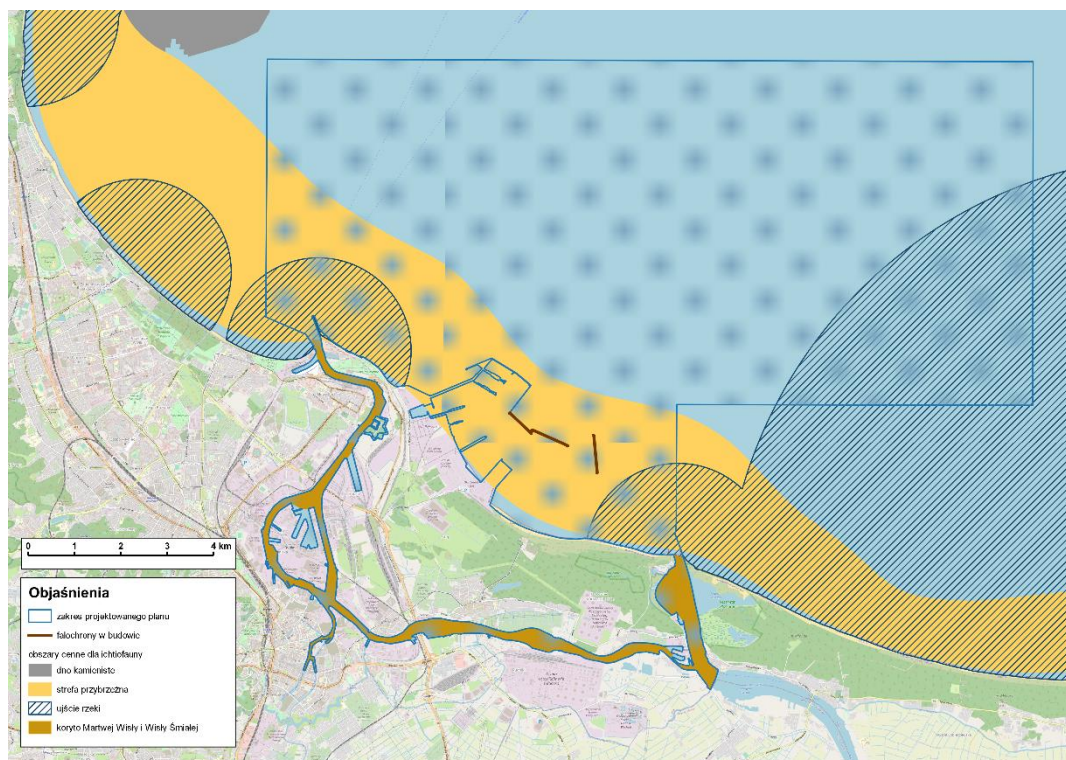 0 1 2 3 4 km
Objaśnienia
zakres projektowanego planu
falochrony w budowie
obszary cenne dla ichtiofauny
dno kamieniste
strefa przybrzeżna
ujście rzeki
koryto Martwej Wisły i Wisły Śmiałej